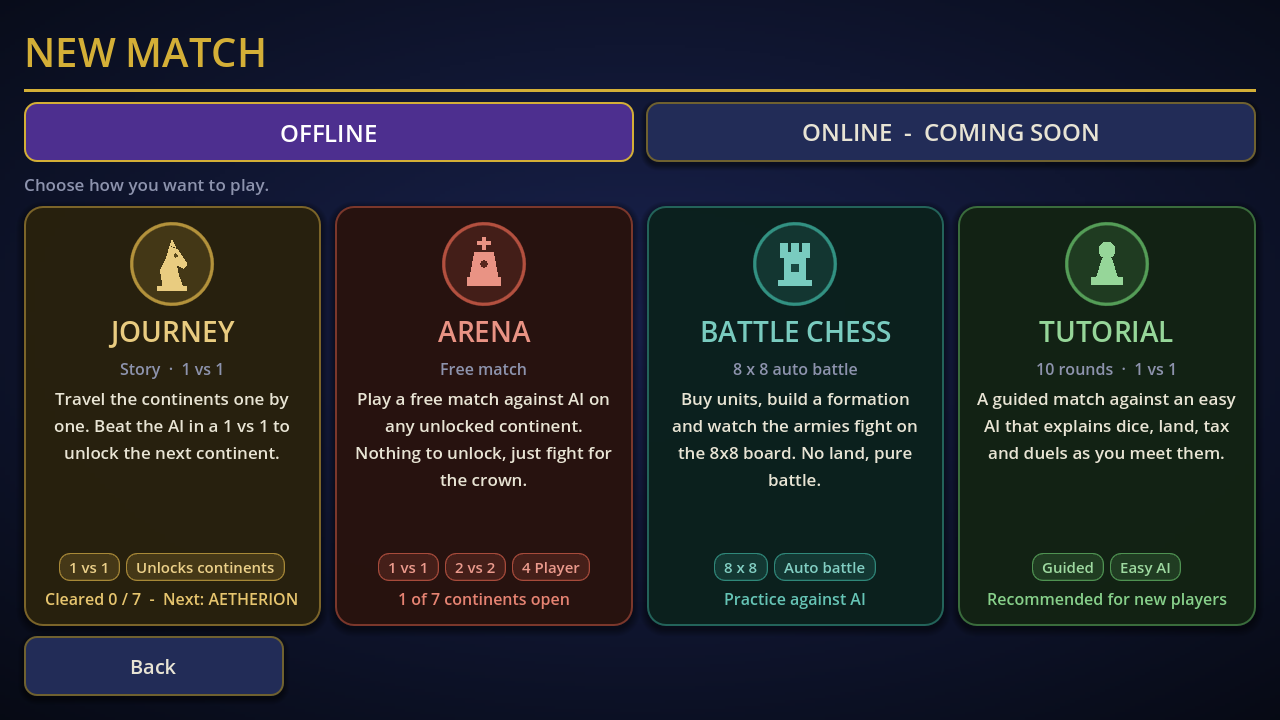 NEW MATCH
OFFLINE
ONLINE - COMING SOON
Choose how you want to play.
JOURNEY
Story · 1 vs 1
Travel the continents one by
one. Beat the AI in a 1 vs 1 to
unlock the next continent.
1 vs 1
Unlocks continents
Cleared 0 / 7 - Next: AETHERION
ARENA
Free match
Play a free match against AI on
any unlocked continent.
Nothing to unlock, just fight for
the crown.
1 vs 1
2 vs 2
4 Player
1 of 7 continents open
BATTLE CHESS
8 x 8 auto battle
Buy units, build a formation
and watch the armies fight on
the 8x8 board. No land, pure
battle.
8 x 8
Auto battle
Practice against AI
TUTORIAL
10 rounds · 1 vs 1
A guided match against an easy
AI that explains dice, land, tax
and duels as you meet them.
Guided
Easy AI
Recommended for new players
Back